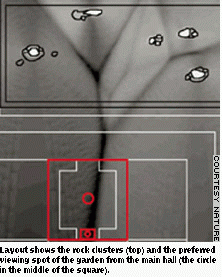 COURTESY NATURE
Layout shows the rock clusters (top) and the preferred
viewing spot of the garden from the main hall (the circle
in the middle of the square).